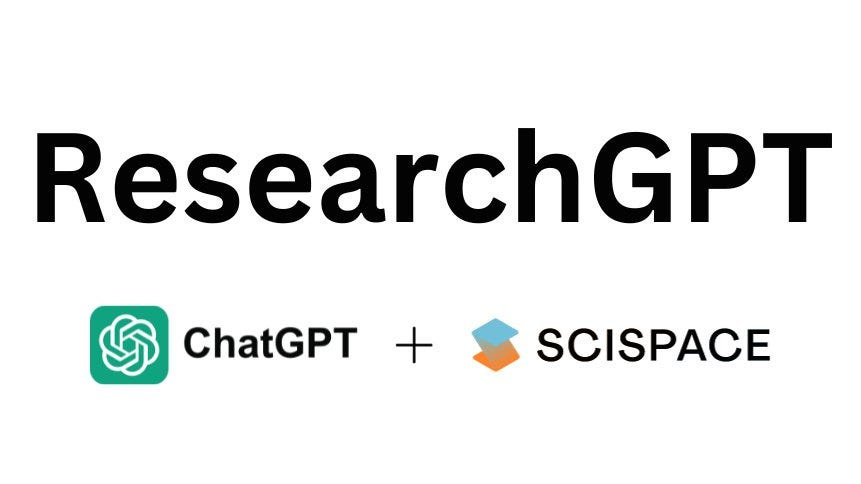 ResearchGPT
ChatGPT + SCISPACE